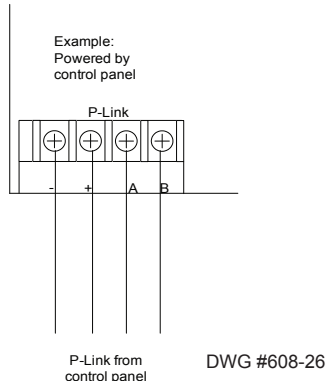 Example:
Powered by
control panel
P-Link
- + A B
P-Link from
control panel
DWG #608-26